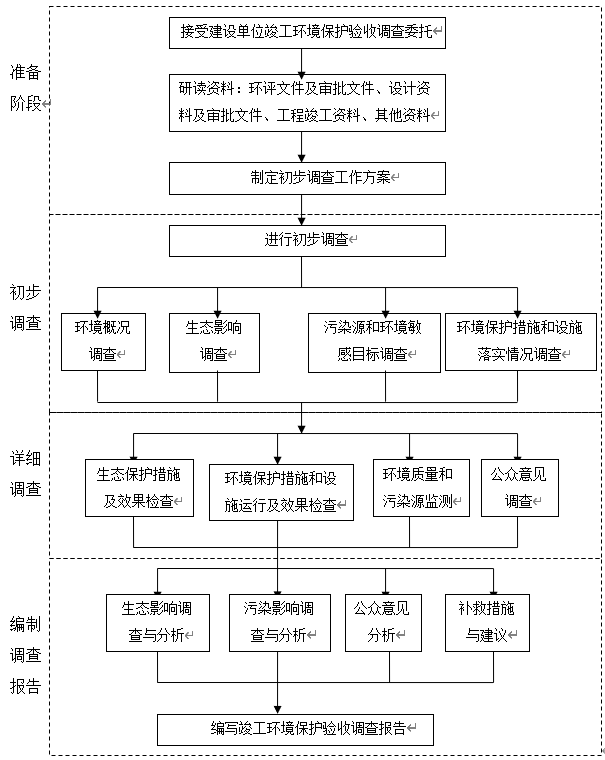 接受建设单位竣工环境保护验收调查委托
准备
阶段
研读资料：环评文件及审批文件、设计资
料及审批文件、工程竣工资料、其他资料
制定初步调查工作方案
进行初步调查
初步
调查
环境概况
调查
生态影响
调查
污染源和环境敏
感目标调查
环境保护措施和设施
落实情况调查
详细
调查
生态保护措施
及效果检查
环境保护措施和设
施运行及效果检查
环境质量和
污染源监测
公众意见
调查
编制
调查
报告
生态影响调
查与分析
污染影响调
查与分析
公众意见
分析
补救措施
与建议
编写竣工环境保护验收调查报告